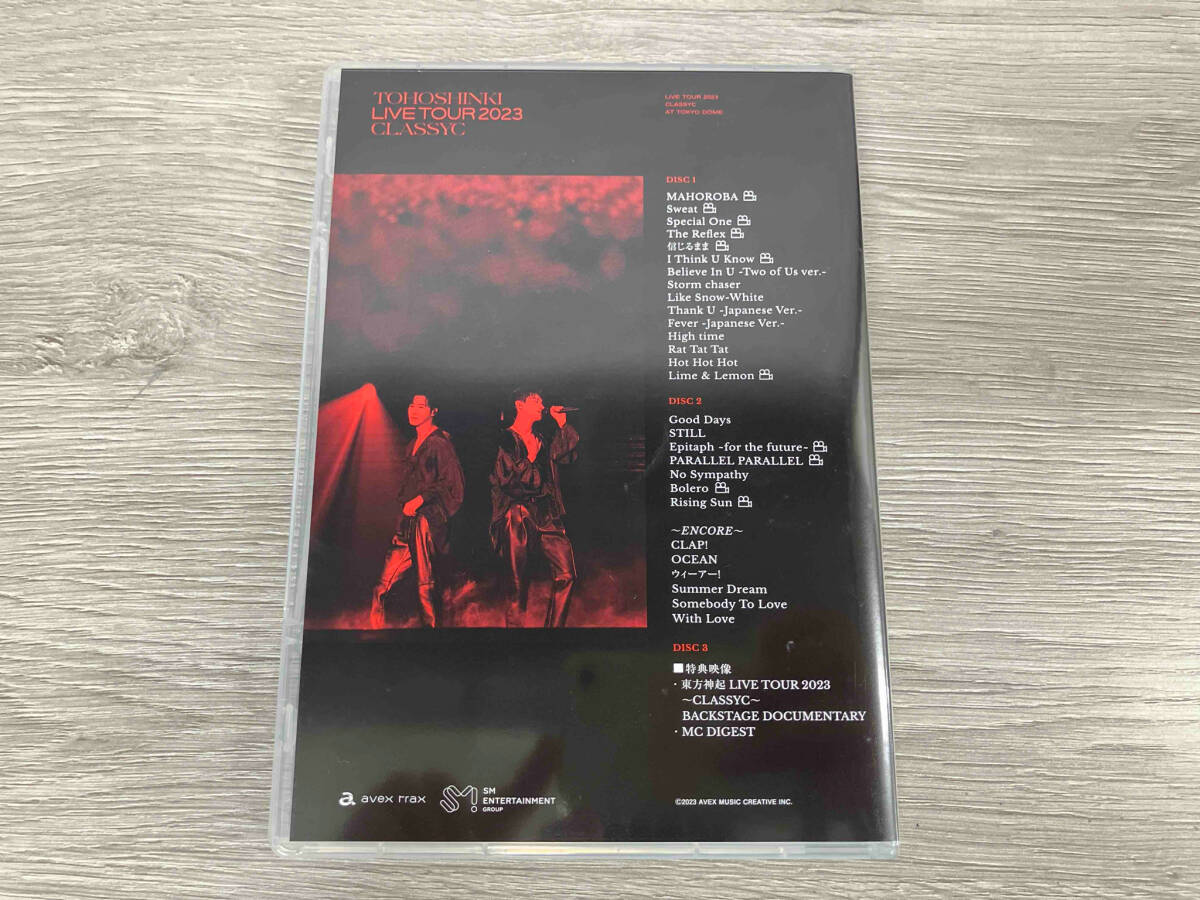 TOHOSHINKI
LIVE TOUR 2023
CLASSYC
LIVE TOUR 2023
CLASSYC
AT TOKYO DOME
DISC 1
MAHOROBA
Sweat
Special One
The Reflex
信じるまま
I Think U Know
Believe In U -Two of Us ver.-
Storm chaser
Like Snow-White
Thank U -Japanese Ver.-
Fever -Japanese Ver.-
High time
Rat Tat Tat
Hot Hot Hot
Lime & Lemon
DISC 2
Good Days
STILL
Epitaph ~for the future~
PARALLEL PARALLEL
No Sympathy
Bolero
Rising Sun
~ENCORE~
CLAP!
OCEAN
ウィーアー!
Summer Dream
Somebody To Love
With Love
DISC 3
■特典映像
・東方神起 LIVE TOUR 2023
~CLASSYC~
BACKSTAGE DOCUMENTARY
・MC DIGEST
a avex trax
SM!
SM
ENTERTAINMENT
GROUP
©2023 AVEX MUSIC CREATIVE INC.